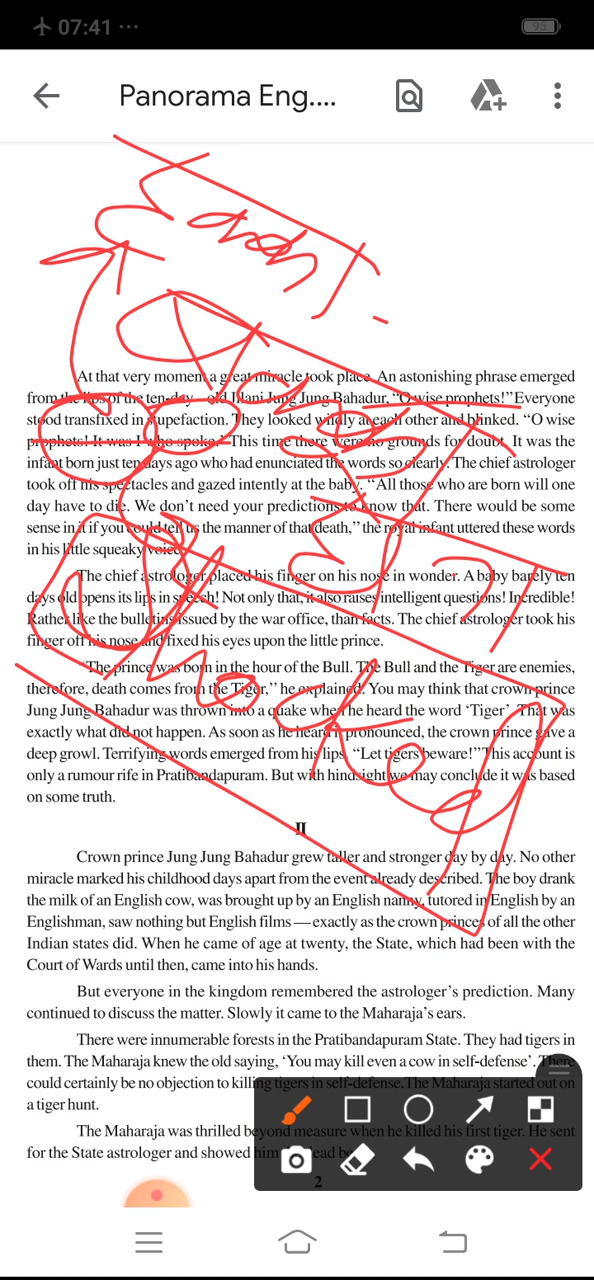 07:41 ...
95
Panorama Eng....
At that very moment a great miracle took place. An astonishing phrase emerged
from the lips of the ten-day old Jilani Jung Jung Bahadur, “O wise prophets!” Everyone
stood transfixed in stupefaction. They looked wildly at each other and blinked. “O wise
prophets! It was I who spoke.” This time there were no grounds for doubt. It was the
infant born just ten days ago who had enunciated the words so clearly. The chief astrologer
took off his spectacles and gazed intently at the baby. “All those who are born will one
day have to die. We don’t need your predictions to know that. There would be some
sense in it if you could tell us the manner of that death,” the royal infant uttered these words
in his little squeaky voice.
The chief astrologer placed his finger on his nose in wonder. A baby barely ten
days old opens its lips in speech! Not only that, it also raises intelligent questions! Incredible!
Rather like the bulletins issued by the war office, than facts. The chief astrologer took his
finger off his nose and fixed his eyes upon the little prince.
“The prince was born in the hour of the Bull. The Bull and the Tiger are enemies,
therefore, death comes from the Tiger,” he explained. You may think that crown prince
Jung Jung Bahadur was thrown into a quake when he heard the word ‘Tiger’. That was
exactly what did not happen. As soon as he heard it pronounced, the crown prince gave a
deep growl. Terrifying words emerged from his lips. “Let tigers beware!” This account is
only a rumour rife in Pratibandapuram. But with hindsight we may conclude it was based
on some truth.
II
Crown prince Jung Jung Bahadur grew taller and stronger day by day. No other
miracle marked his childhood days apart from the event already described. The boy drank
the milk of an English cow, was brought up by an English nanny, tutored in English by an
Englishman, saw nothing but English films — exactly as the crown princes of all the other
Indian states did. When he came of age at twenty, the State, which had been with the
Court of Wards until then, came into his hands.
But everyone in the kingdom remembered the astrologer’s prediction. Many
continued to discuss the matter. Slowly it came to the Maharaja’s ears.
There were innumerable forests in the Pratibandapuram State. They had tigers in
them. The Maharaja knew the old saying, ‘You may kill even a cow in self-defense’. There
could certainly be no objection to killing tigers in self-defense. The Maharaja started out on
a tiger hunt.
The Maharaja was thrilled beyond measure when he killed his first tiger. He sent
for the State astrologer and showed him dead
2
Shocked